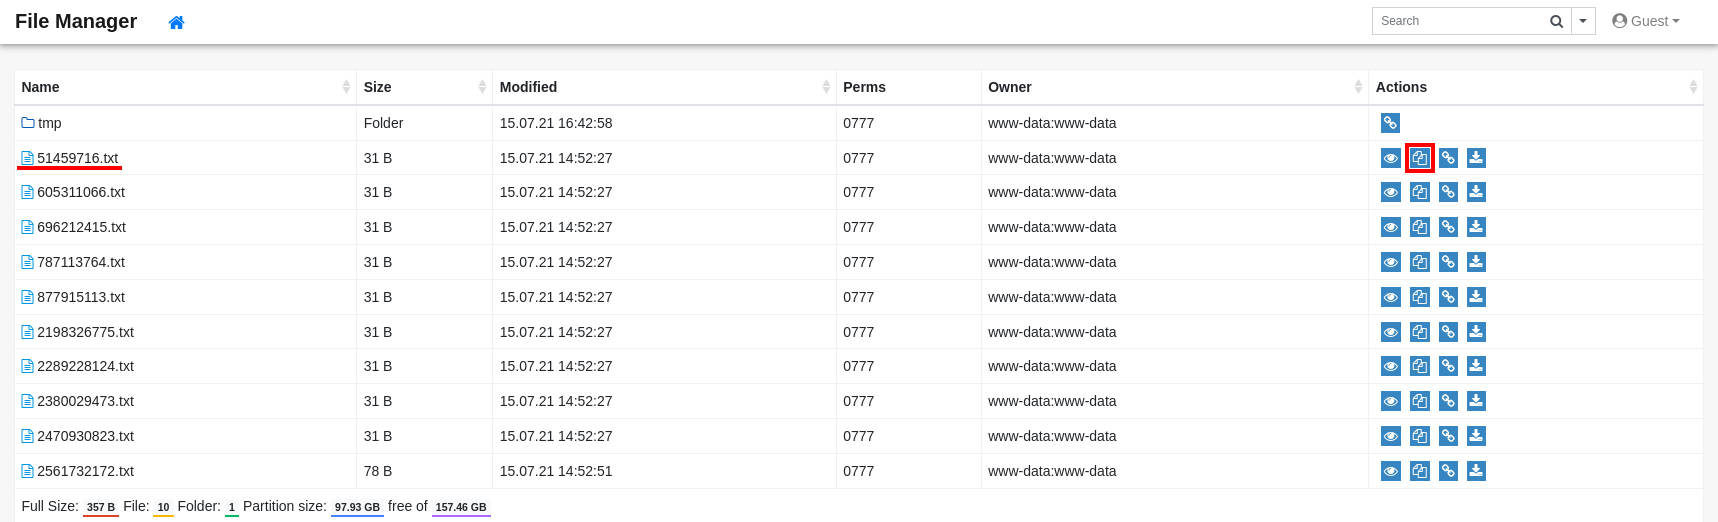 File Manager Search Guest
Name Size Modified Perms Owner Actions
tmp Folder 15.07.21 16:42:58 0777 www-data:www-data
51459716.txt 31 B 15.07.21 14:52:27 0777 www-data:www-data
605311066.txt 31 B 15.07.21 14:52:27 0777 www-data:www-data
696212415.txt 31 B 15.07.21 14:52:27 0777 www-data:www-data
787113764.txt 31 B 15.07.21 14:52:27 0777 www-data:www-data
877915113.txt 31 B 15.07.21 14:52:27 0777 www-data:www-data
2198326775.txt 31 B 15.07.21 14:52:27 0777 www-data:www-data
2289228124.txt 31 B 15.07.21 14:52:27 0777 www-data:www-data
2380029473.txt 31 B 15.07.21 14:52:27 0777 www-data:www-data
2470930823.txt 31 B 15.07.21 14:52:27 0777 www-data:www-data
2561732172.txt 78 B 15.07.21 14:52:51 0777 www-data:www-data
Full Size: 357 B File: 10 Folder: 1 Partition size: 97.93 GB free of 157.46 GB